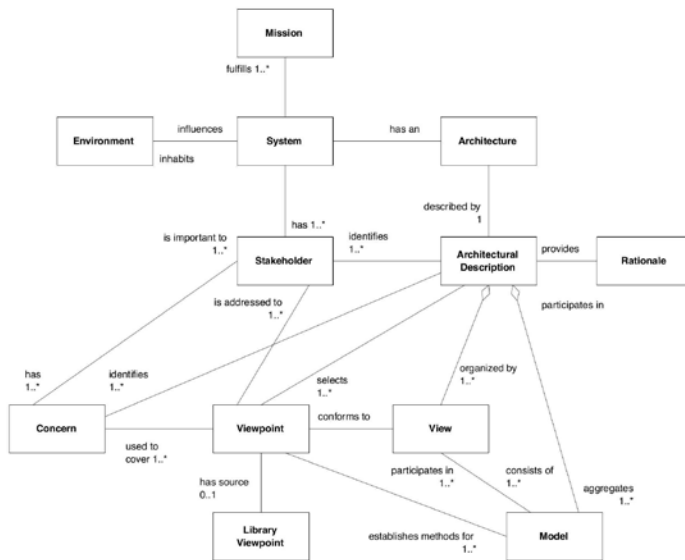 Mission
fulfills 1..*
Environment
influences
inhabits
System
has an
Architecture
has 1..*
described by
1
is important to
1..*
Stakeholder
identifies
1..*
Architectural
Description
provides
Rationale
is addressed to
1..*
participates in
has
1..*
identifies
1..*
selects
1..*
organized by
1..*
Concern
used to
cover 1..*
Viewpoint
conforms to
View
has source
0..1
participates in
1..*
consists of
1..*
aggregates
1..*
Library
Viewpoint
establishes methods for
1..*
Model